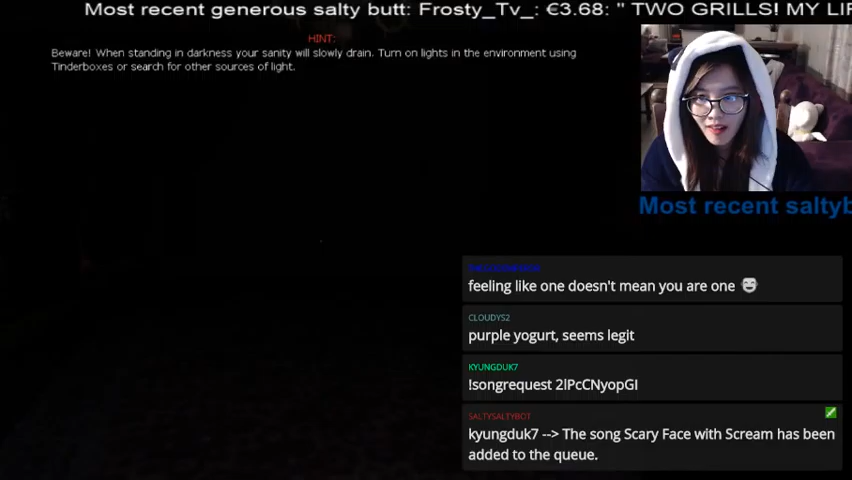 Most recent generous salty butt: Frosty_Tv_: €3.68: " TWO GRILLS! MY LIF
HINT:
Beware! When standing in darkness your sanity will slowly drain. Turn on lights in the environment using
Tinderboxes or search for other sources of light.
Most recent saltyb
feeling like one doesn't mean you are one
CLOUDYS2
purple yogurt, seems legit
KYUNGDUK7
!songrequest 2lPcCNyopGI
SALTYSALTYBOT
kyungduk7 --> The song Scary Face with Scream has been
added to the queue.